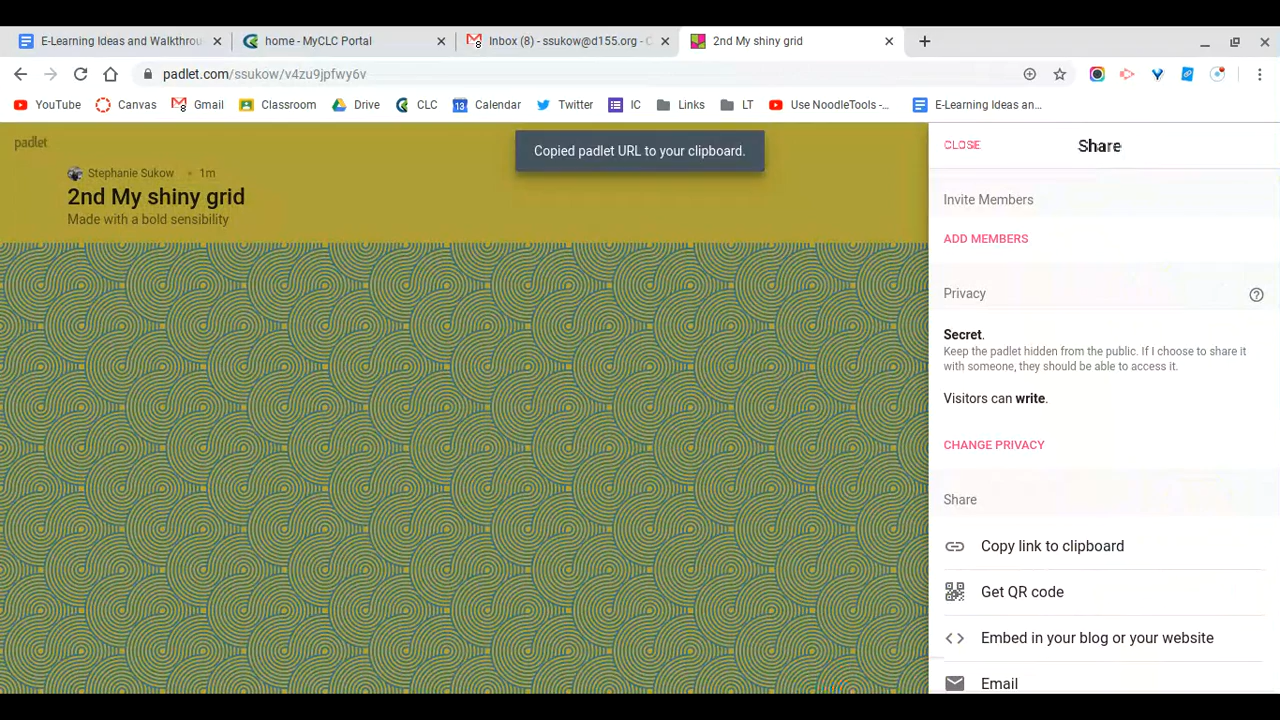 E-Learning Ideas and Walkthrou
home - MyCLC Portal
Inbox (8) - ssukow@d155.org - C
2nd My shiny grid
padlet.com/ssukow/v4zu9jpfwy6v
YouTube
Canvas
Gmail
Classroom
Drive
CLC
13
Calendar
Twitter
IC
Links
LT
Use NoodleTools -...
E-Learning Ideas an...
padlet
Copied padlet URL to your clipboard.
Stephanie Sukow • 1m
2nd My shiny grid
Made with a bold sensibility
CLOSE
Share
Invite Members
ADD MEMBERS
Privacy
Secret.
Keep the padlet hidden from the public. If I choose to share it
with someone, they should be able to access it.
Visitors can write.
CHANGE PRIVACY
Share
Copy link to clipboard
Get QR code
Embed in your blog or your website
Email